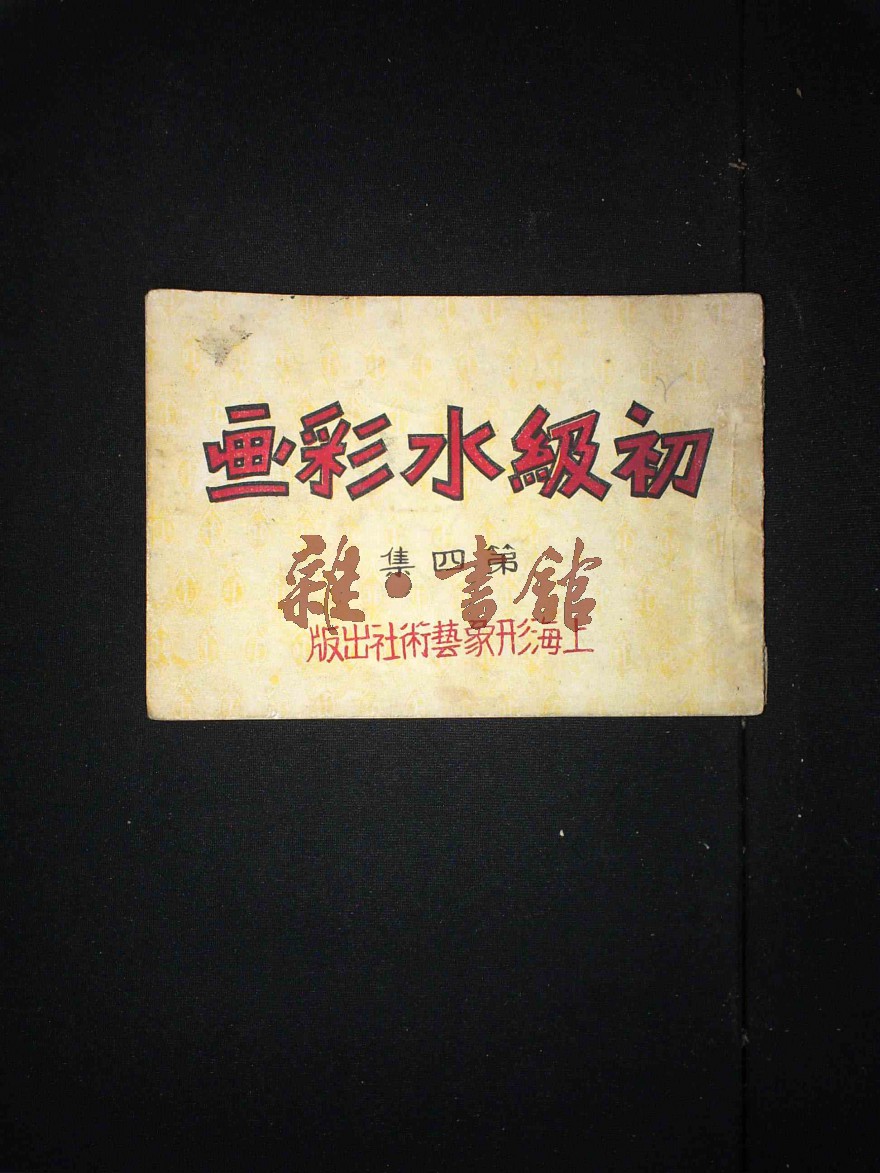 初級水彩画
第四集
雜·書館
上海形象藝術社出版